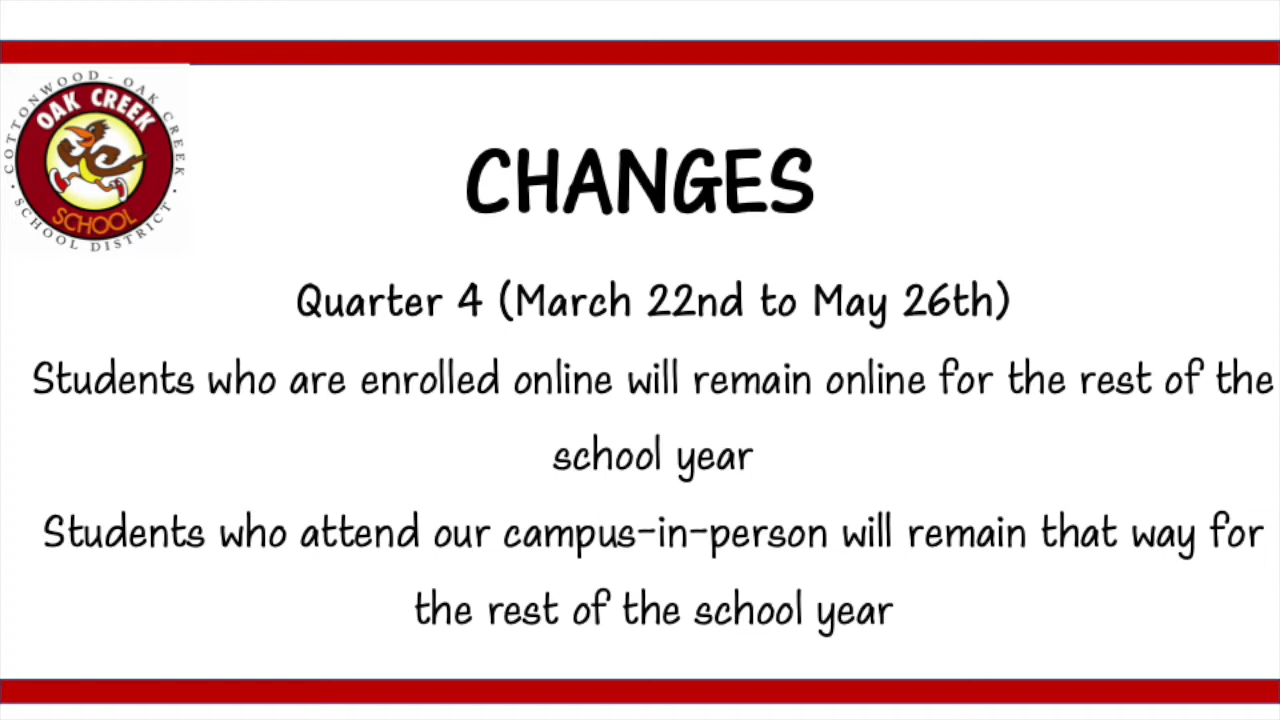 COTTONWOOD - OAK CREEK
OAK CREEK
SCHOOL
• SCHOOL DISTRICT •
CHANGES
Quarter 4 (March 22nd to May 26th)
Students who are enrolled online will remain online for the rest of the
school year
Students who attend our campus-in-person will remain that way for
the rest of the school year